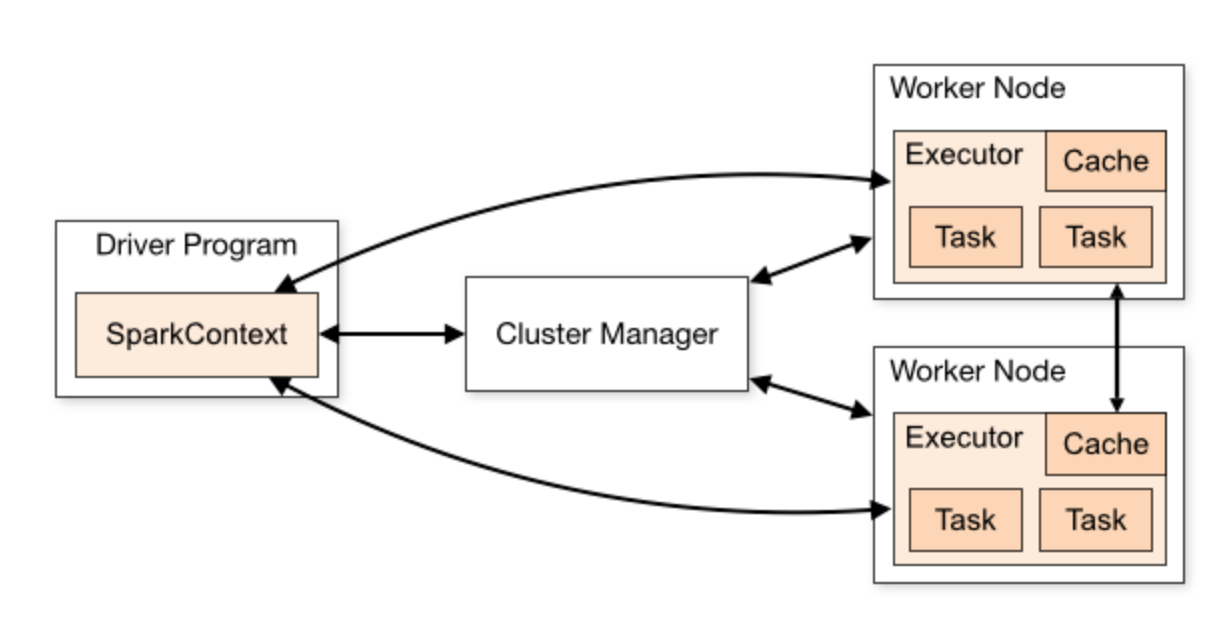 Driver Program
SparkContext
Cluster Manager
Worker Node
Executor
Cache
Task
Task
Worker Node
Executor
Cache
Task
Task